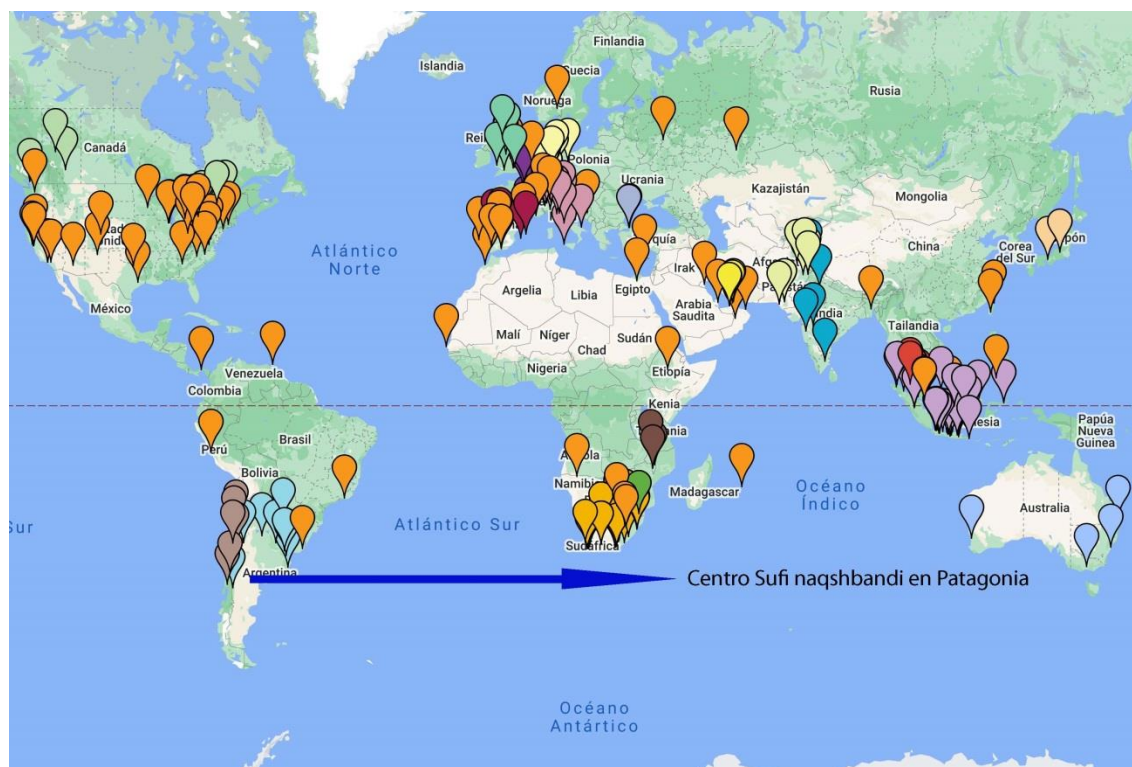 Finlandia
Islandia
Suecia
Rusia
Noruega
Canadá
Polonia
Ucrania
Kazajistán
Mongolia
Atlántico
Norte
China
Corea
del Sur
Irak
Argelia
Libia
Egipto
Arabia
Saudita
México
Malí
Níger
Sudán
Chad
Tailandia
Venezuela
Nigeria
Etiopía
Colombia
Kenia
Papúa
Nueva
Guinea
Perú
Brasil
Bolivia
Namibi
Madagascar
Océano
Índico
Australia
Sur
Atlántico Sur
Sudáfrica
Argentina
Centro Sufi naqshbandi en Patagonia
Océano
Antártico